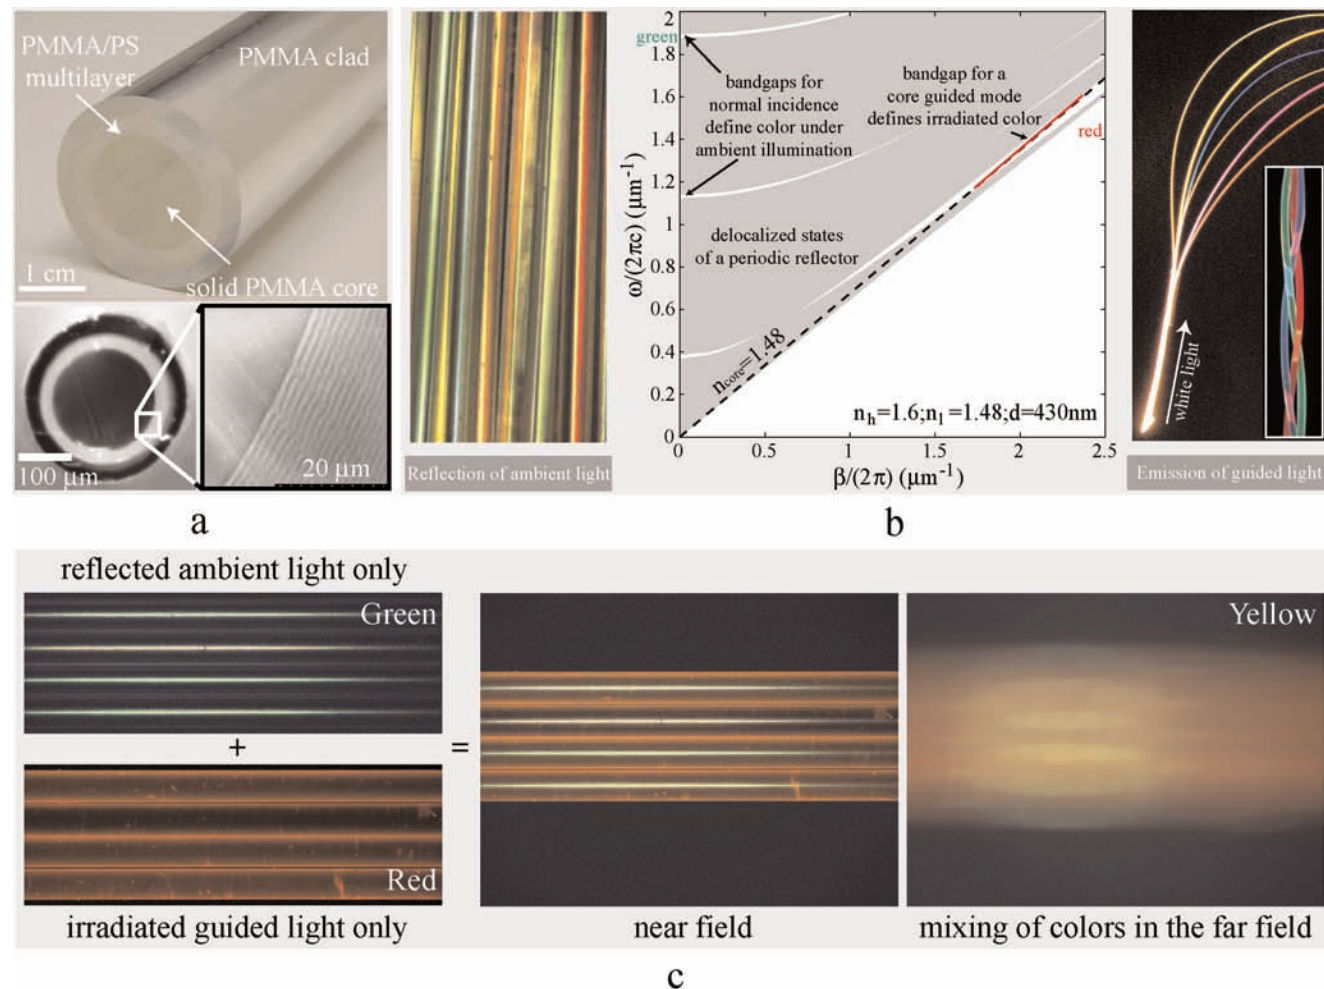 PMMA/PS
multilayer
PMMA clad
1 cm
solid PMMA core
100 μm
20 μm
a
Reflection of ambient light
green
2
1.8
1.6
1.4
1.2
1
0.8
0.6
0.4
0.2
0
ω/(2πc) (μm⁻¹)
bandgaps for
normal incidence
define color under
ambient illumination
bandgap for a
core guided mode
defines irradiated color
red
delocalized states
of a periodic reflector
ncore=1.48
nh=1.6;nl=1.48;d=430nm
0
0.5
1
1.5
2
2.5
β/(2π) (μm⁻¹)
white light
Emission of guided light
b
reflected ambient light only
Green
+
Red
irradiated guided light only
=
near field
Yellow
mixing of colors in the far field
c